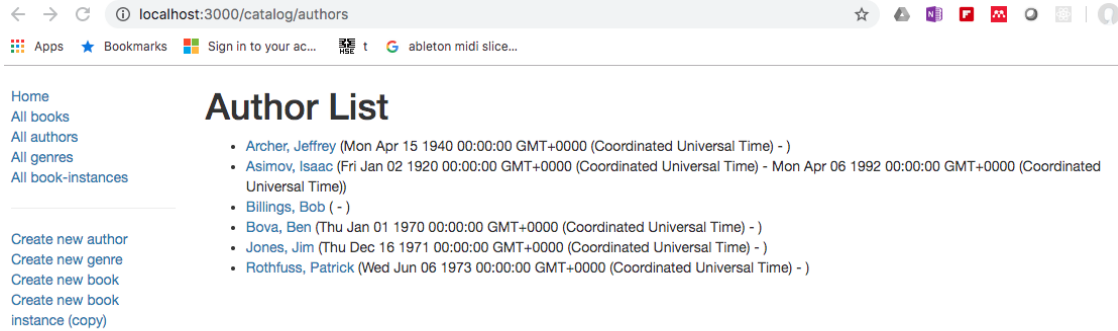 localhost:3000/catalog/authors
Apps Bookmarks Sign in to your ac... HSE t G ableton midi slice...
Home
All books
All authors
All genres
All book-instances
Create new author
Create new genre
Create new book
Create new book
instance (copy)
Author List
• Archer, Jeffrey (Mon Apr 15 1940 00:00:00 GMT+0000 (Coordinated Universal Time) - )
• Asimov, Isaac (Fri Jan 02 1920 00:00:00 GMT+0000 (Coordinated Universal Time) - Mon Apr 06 1992 00:00:00 GMT+0000 (Coordinated
Universal Time))
• Billings, Bob ( - )
• Bova, Ben (Thu Jan 01 1970 00:00:00 GMT+0000 (Coordinated Universal Time) - )
• Jones, Jim (Thu Dec 16 1971 00:00:00 GMT+0000 (Coordinated Universal Time) - )
• Rothfuss, Patrick (Wed Jun 06 1973 00:00:00 GMT+0000 (Coordinated Universal Time) - )